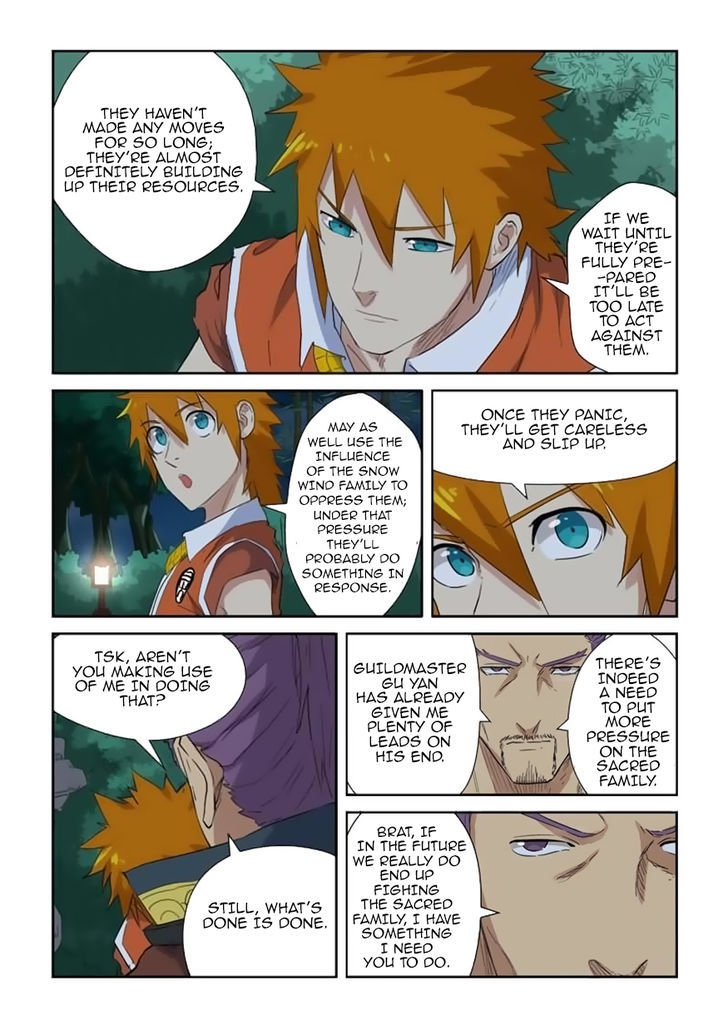 THEY HAVEN'T
MADE ANY MOVES
FOR SO LONG;
THEY'RE ALMOST
DEFINITELY BUILDING
UP THEIR RESOURCES.
IF WE
WAIT UNTIL
THEY'RE
FULLY PRE-
-PARED
IT'LL BE
TOO LATE
TO ACT
AGAINST
THEM.
MAY AS
WELL USE THE
INFLUENCE
OF THE SNOW
WIND FAMILY TO
OPPRESS THEM;
UNDER THAT
PRESSURE
THEY'LL
PROBABLY DO
SOMETHING IN
RESPONSE.
ONCE THEY PANIC,
THEY'LL GET CARELESS
AND SLIP UP.
TSK, AREN'T
YOU MAKING USE
OF ME IN DOING
THAT?
STILL, WHAT'S
DONE IS DONE.
GUILDMASTER
GU YAN
HAS ALREADY
GIVEN ME
PLENTY OF
LEADS ON
HIS END.
THERE'S
INDEED
A NEED
TO PUT
MORE
PRESSURE
ON THE
SACRED
FAMILY.
BRAT, IF
IN THE FUTURE
WE REALLY DO
END UP
FIGHING
THE SACRED
FAMILY, I HAVE
SOMETHING
I NEED
YOU TO DO.